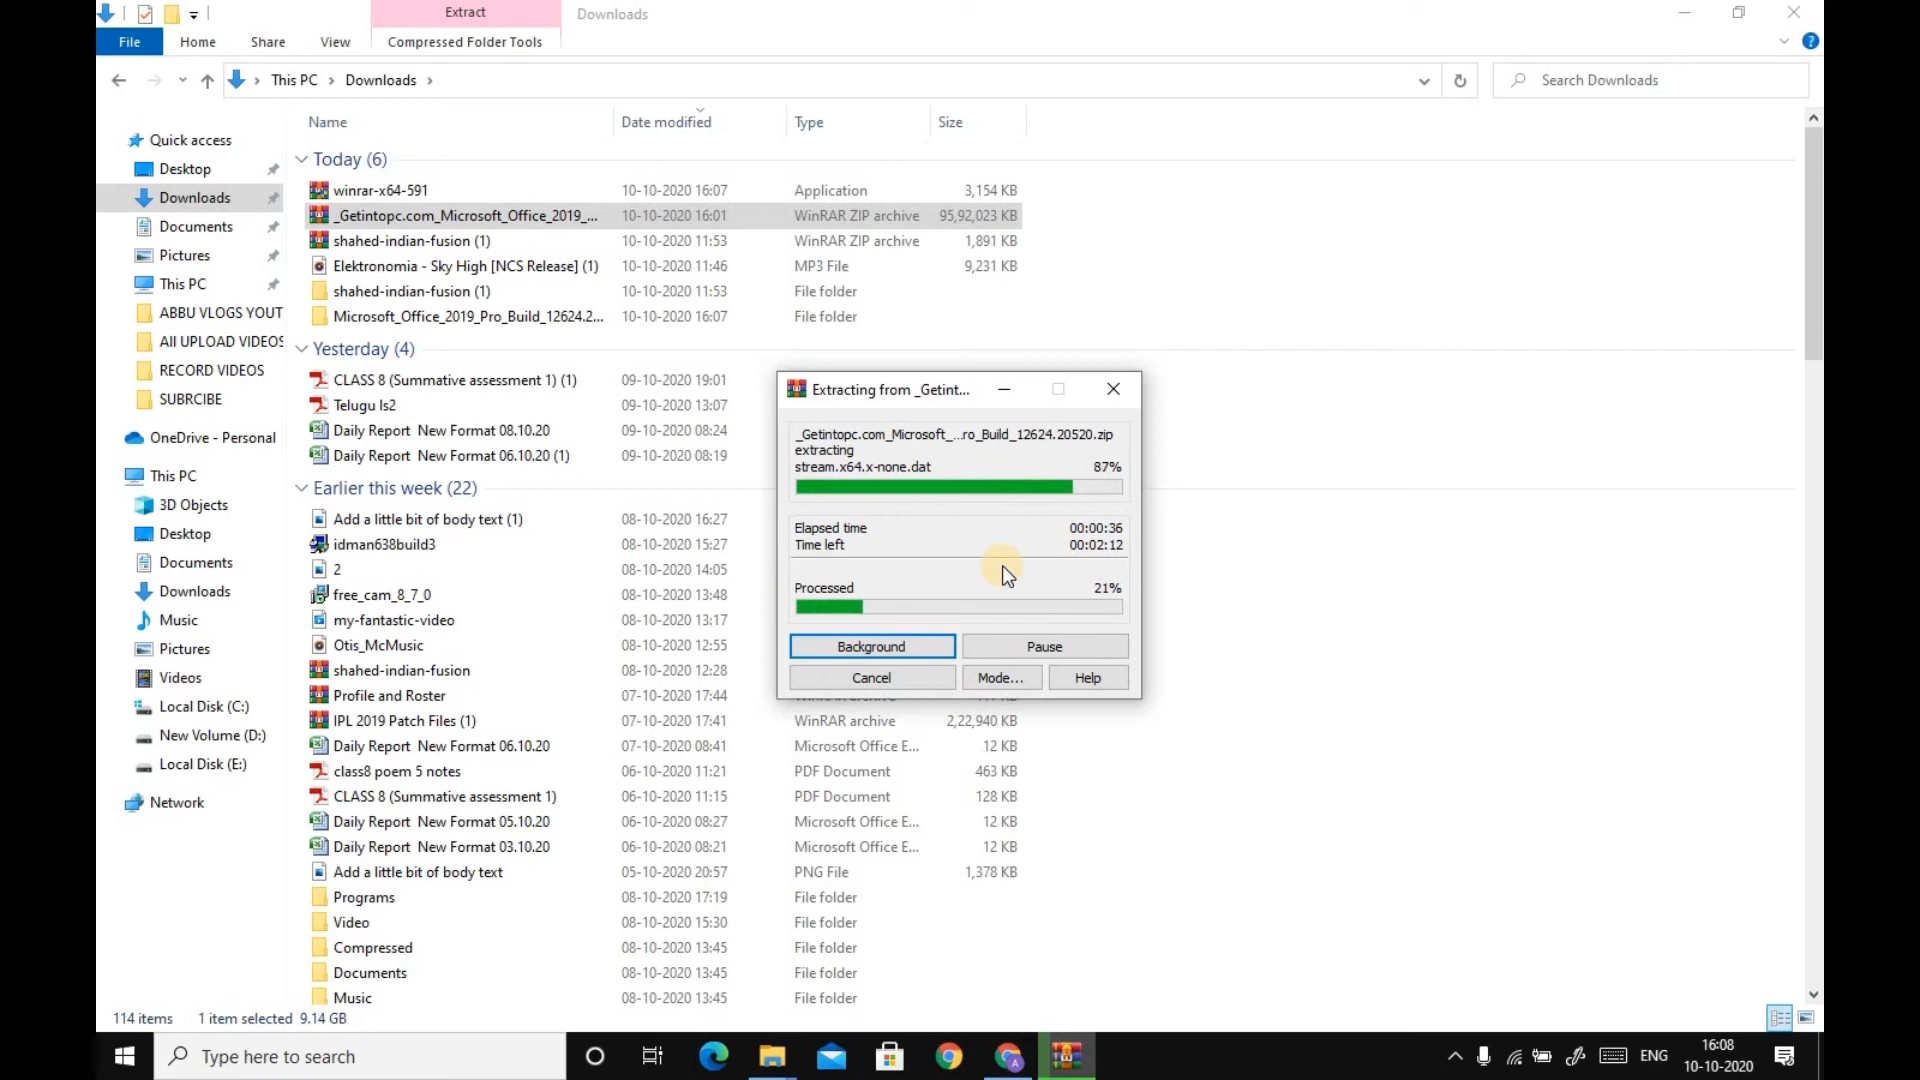 Extract
Downloads
File
Home
Share
View
Compressed Folder Tools
This PC > Downloads >
Search Downloads
Name
Date modified
Type
Size
Quick access
Desktop
Downloads
Documents
Pictures
This PC
ABBU VLOGS YOUT
All UPLOAD VIDEOS
RECORD VIDEOS
SUBRCIBE
OneDrive - Personal
This PC
3D Objects
Desktop
Documents
Downloads
Music
Pictures
Videos
Local Disk (C:)
New Volume (D:)
Local Disk (E:)
Network
Today (6)
winrar-x64-591 10-10-2020 16:07 Application 3,154 KB
_Getintopc.com_Microsoft_Office_2019_... 10-10-2020 16:01 WinRAR ZIP archive 95,92,023 KB
shahed-indian-fusion (1) 10-10-2020 11:53 WinRAR ZIP archive 1,891 KB
Elektronomia - Sky High [NCS Release] (1) 10-10-2020 11:46 MP3 File 9,231 KB
shahed-indian-fusion (1) 10-10-2020 11:53 File folder
Microsoft_Office_2019_Pro_Build_12624.2... 10-10-2020 16:07 File folder
Yesterday (4)
CLASS 8 (Summative assessment 1) (1) 09-10-2020 19:01
Telugu ls2 09-10-2020 13:07
Daily Report New Format 08.10.20 09-10-2020 08:24
Daily Report New Format 06.10.20 (1) 09-10-2020 08:19
Earlier this week (22)
Add a little bit of body text (1) 08-10-2020 16:27
idman638build3 08-10-2020 15:27
2 08-10-2020 14:05
free_cam_8_7_0 08-10-2020 13:48
my-fantastic-video 08-10-2020 13:17
Otis_McMusic 08-10-2020 12:55
shahed-indian-fusion 08-10-2020 12:28
Profile and Roster 07-10-2020 17:44
IPL 2019 Patch Files (1) 07-10-2020 17:41 WinRAR archive 2,22,940 KB
Daily Report New Format 06.10.20 07-10-2020 08:41 Microsoft Office E... 12 KB
class8 poem 5 notes 06-10-2020 11:21 PDF Document 463 KB
CLASS 8 (Summative assessment 1) 06-10-2020 11:15 PDF Document 128 KB
Daily Report New Format 05.10.20 06-10-2020 08:27 Microsoft Office E... 12 KB
Daily Report New Format 03.10.20 06-10-2020 08:21 Microsoft Office E... 12 KB
Add a little bit of body text 05-10-2020 20:57 PNG File 1,378 KB
Programs 08-10-2020 17:19 File folder
Video 08-10-2020 15:30 File folder
Compressed 08-10-2020 13:45 File folder
Documents 08-10-2020 13:45 File folder
Music 08-10-2020 13:45 File folder
Extracting from _Getint...
_Getintopc.com_Microsoft_...ro_Build_12624.20520.zip
extracting
stream.x64.x-none.dat 87%
Elapsed time 00:00:36
Time left 00:02:12
Processed 21%
Background
Pause
Cancel
Mode...
Help
114 items
1 item selected 9.14 GB
Type here to search
ENG
16:08
10-10-2020